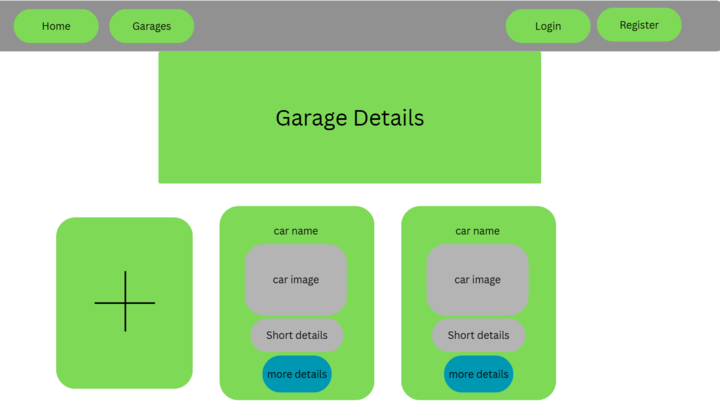 Home
Garages
Login
Register
Garage Details
car name
car image
Short details
more details
car name
car image
Short details
more details